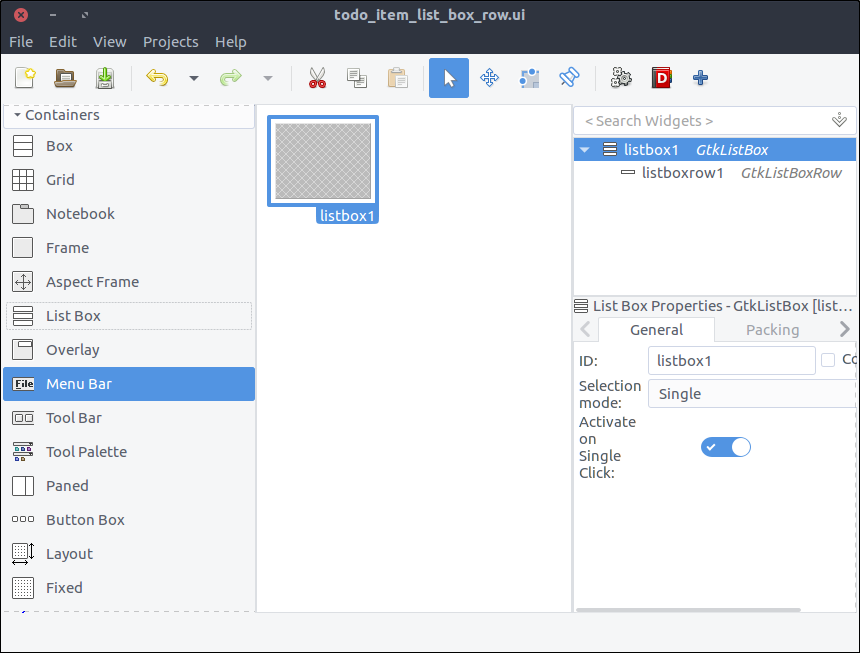 todo_item_list_box_row.ui
File Edit View Projects Help
D
Containers
Box
Grid
Notebook
Frame
Aspect Frame
List Box
Overlay
File Menu Bar
Tool Bar
Tool Palette
Paned
Button Box
Layout
Fixed
listbox1
< Search Widgets >
listbox1 GtkListBox
listboxrow1 GtkListBoxRow
List Box Properties - GtkListBox [list...
General Packing
ID: listbox1 Co
Selection
mode: Single
Activate
on
Single
Click: